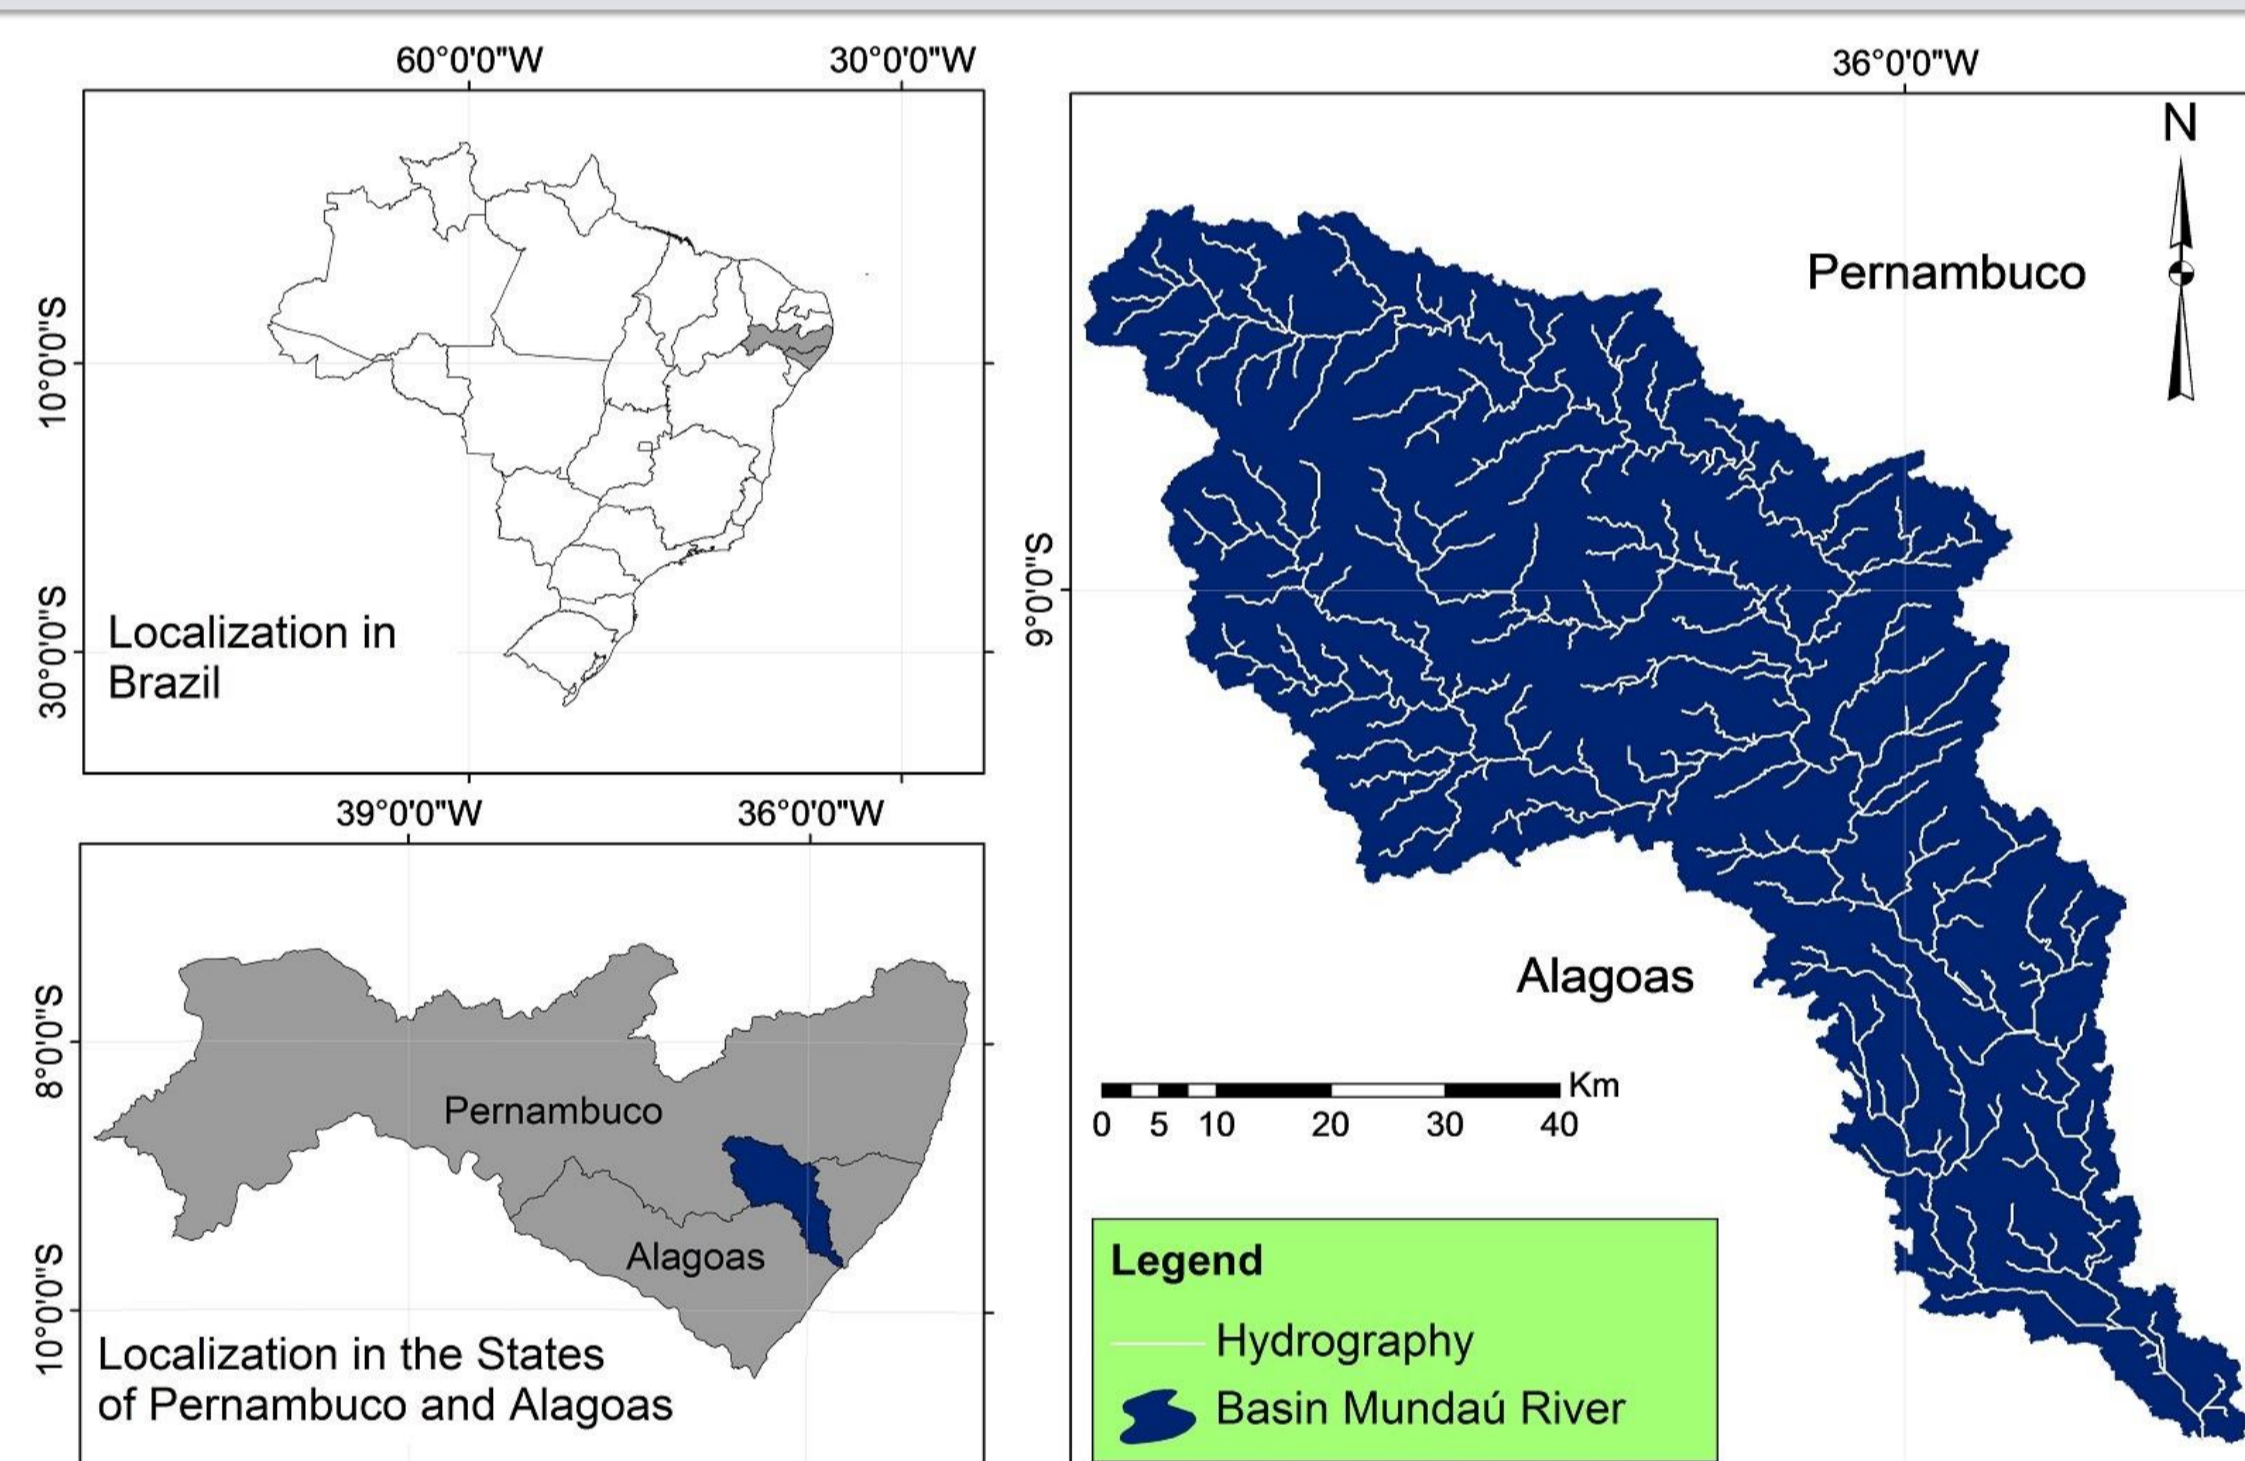 60°0'0"W 30°0'0"W
10°0'0"S
30°0'0"S
Localization in
Brazil
39°0'0"W 36°0'0"W
8°0'0"S
10°0'0"S
Pernambuco
Alagoas
Localization in the States
of Pernambuco and Alagoas
36°0'0"W
N
Pernambuco
9°0'0"S
Alagoas
Km
0 5 10 20 30 40
Legend
Hydrography
Basin Mundaú River